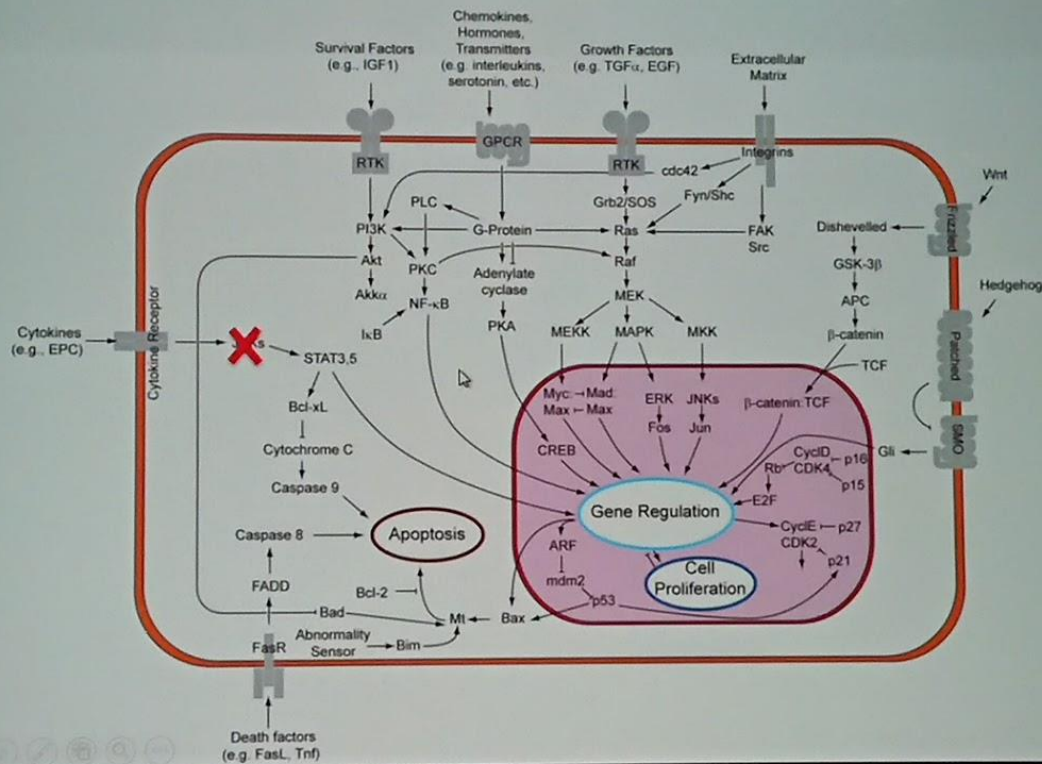 Chemokines,
Hormones,
Transmitters
(e.g. interleukins,
serotonin, etc.)
Survival Factors
(e.g., IGF1)
Growth Factors
(e.g. TGFα, EGF)
Extracellular
Matrix
GPCR
RTK
RTK
Integrins
cdc42
Wnt
PLC
Grb2/SOS
Fyn/Shc
Frizzled
PI3K
G-Protein
Ras
FAK
Src
Dishevelled
Akt
PKC
Adenylate
cyclase
Raf
GSK-3β
Hedgehog
Akkα
NF-κB
MEK
APC
IκB
PKA
MEKK
MAPK
MKK
β-catenin
Cytokines
(e.g., EPC)
Cytokine Receptor
STAT3,5
TCF
Patched
Bcl-xL
Myc:
Mad:
Max
Max
ERK
JNKs
β-catenin:TCF
Fos
Jun
SMO
Cytochrome C
CREB
Gli
CycID
p16
Rb
CDK4
p15
Caspase 9
E2F
Gene Regulation
Caspase 8
Apoptosis
CycIE
p27
CDK2
ARF
p21
FADD
Bcl-2
mdm2
Cell
Proliferation
p53
Bad
Mt
Bax
FasR
Abnormality
Sensor
Bim
Death factors
(e.g. FasL, Tnf)